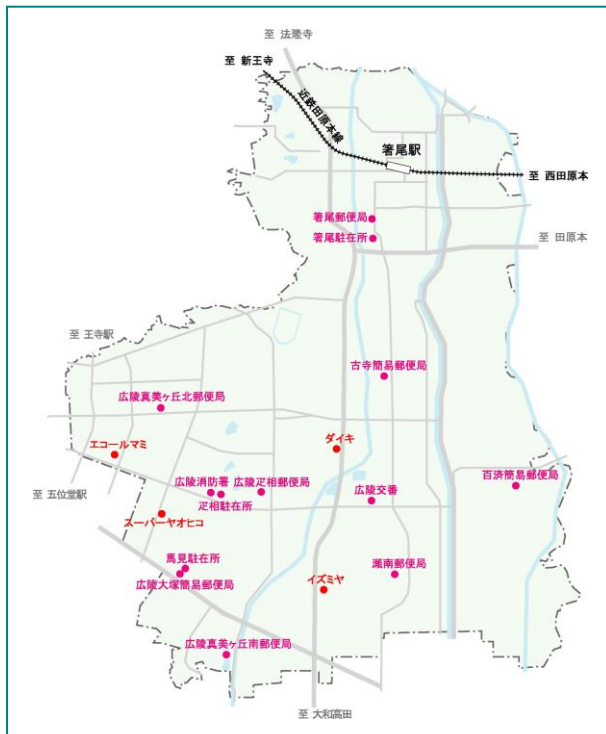 至 法隆寺
至 新王寺
近鉄田原本線
箸尾駅
至 西田原本
箸尾郵便局
箸尾駐在所
至 田原本
至 王寺駅
古寺簡易郵便局
広陵真美ヶ丘北郵便局
エコールマミ
ダイキ
広陵消防署
広陵疋相郵便局
百済簡易郵便局
至 五位堂駅
疋相駐在所
広陵交番
スーパーヤオヒコ
馬見駐在所
瀬南郵便局
広陵大塚簡易郵便局
イズミヤ
広陵真美ヶ丘南郵便局
至 大和高田